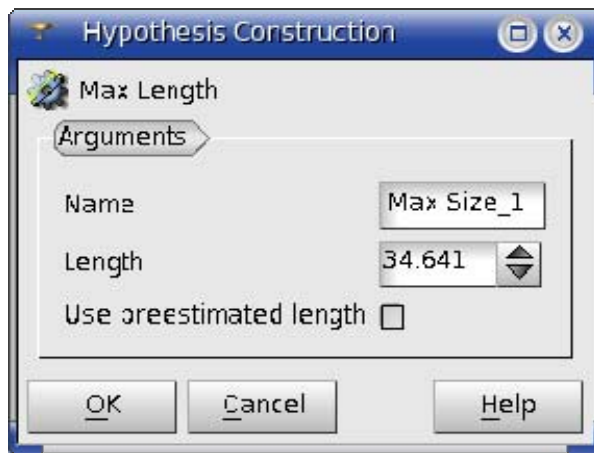 Hypothesis Construction
Max Length
Arguments
Name Max Size_1
Length 34.641
Use preestimated length
OK Cancel Help